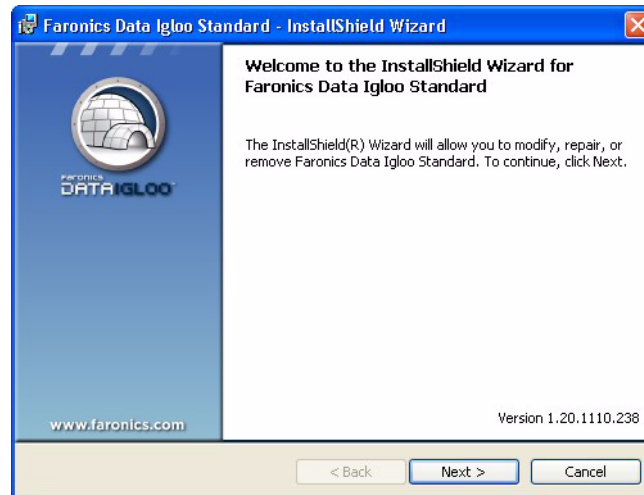 Faronics Data Igloo Standard - InstallShield Wizard
Welcome to the InstallShield Wizard for
Faronics Data Igloo Standard
The InstallShield(R) Wizard will allow you to modify, repair, or
remove Faronics Data Igloo Standard. To continue, click Next.
FARONICS
DATAIGLOO
www.faronics.com
Version 1.20.1110.238
< Back
Next >
Cancel